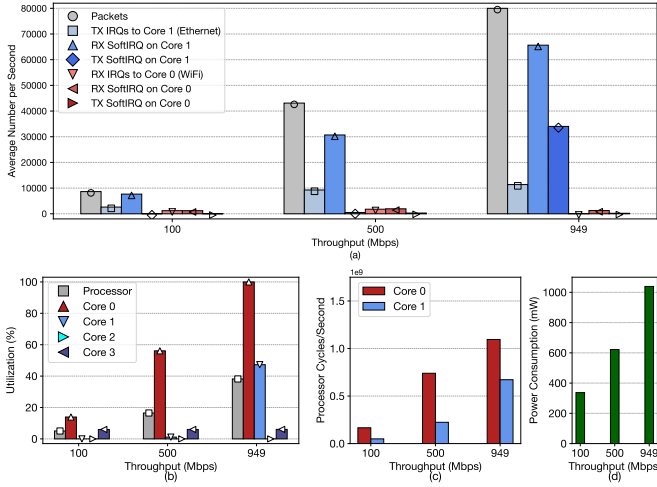 Packets
TX IRQs to Core 1 (Ethernet)
RX SoftIRQ on Core 1
TX SoftIRQ on Core 1
RX IRQs to Core 0 (WiFi)
RX SoftIRQ on Core 0
TX SoftIRQ on Core 0
Average Number per Second
80000
70000
60000
50000
40000
30000
20000
10000
0
100
500
949
Throughput (Mbps)
(a)
Processor
Core 0
Core 1
Core 2
Core 3
Utilization (%)
100
80
60
40
20
0
100
500
949
Throughput (Mbps)
(b)
1e9
Core 0
Core 1
Processor Cycles/Second
1.5
1.0
0.5
0.0
100
500
949
Throughput (Mbps)
(c)
Power Consumption (mW)
1000
800
600
400
200
0
100
500
949
(d)